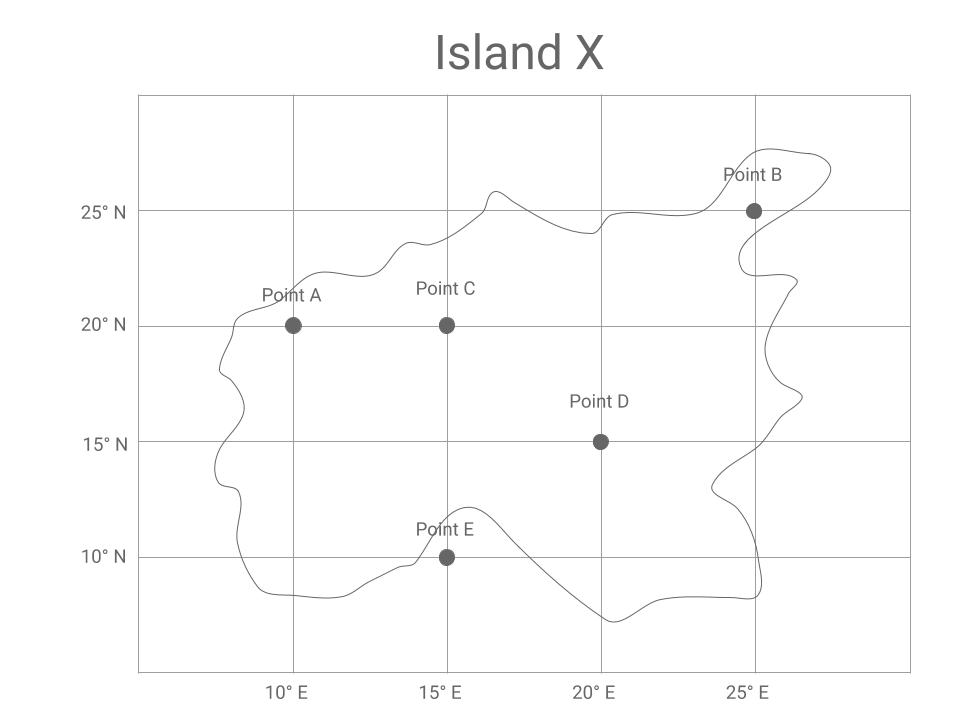 Island X
Point B
25° N
Point A
Point C
20° N
Point D
15° N
Point E
10° N
10° E
15° E
20° E
25° E